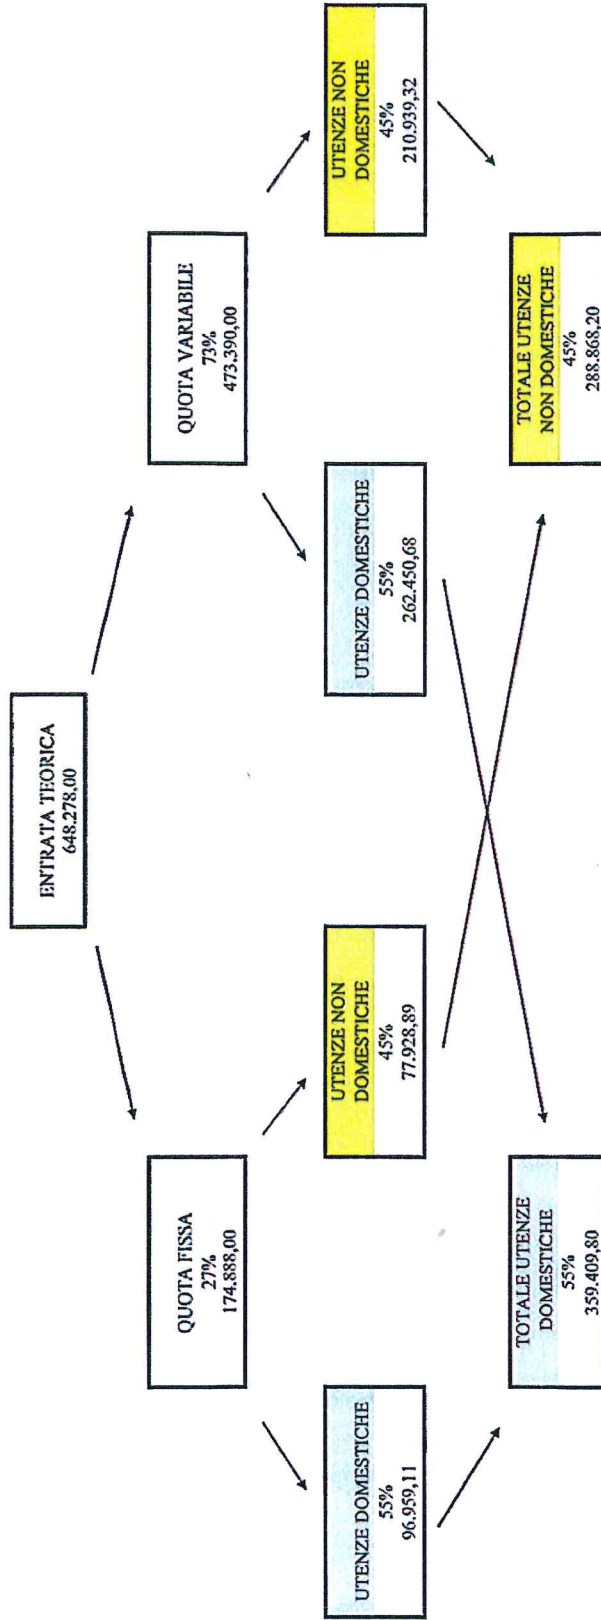 ENTRATA TEORICA
648.278,00
QUOTA FISSA
27%
174.888,00
QUOTA VARIABILE
73%
473.390,00
UTENZE DOMESTICHE
55%
96.959,11
UTENZE NON
DOMESTICHE
45%
77.928,89
UTENZE DOMESTICHE
55%
262.450,68
UTENZE NON
DOMESTICHE
45%
210.939,32
TOTALE UTENZE
DOMESTICHE
55%
359.409,80
TOTALE UTENZE
NON DOMESTICHE
45%
288.868,20